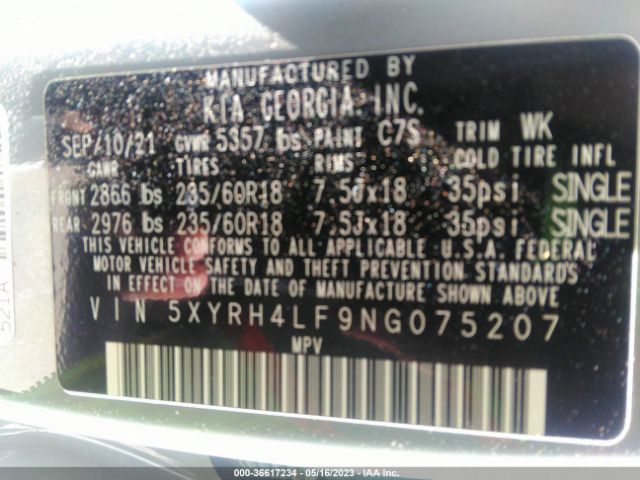 MANUFACTURED BY
KIA GEORGIA, INC.
SEP/10/21 GVWR 5357 lbs PAINT C7S TRIM WK
GAWR TIRES RIMS COLD TIRE INFL
FRONT 2866 lbs 235/60R18 7.5Jx18 35psi SINGLE
REAR 2976 lbs 235/60R18 7.5Jx18 35psi SINGLE
THIS VEHICLE CONFORMS TO ALL APPLICABLE U.S.A. FEDERAL
MOTOR VEHICLE SAFETY AND THEFT PREVENTION STANDARDS
IN EFFECT ON THE DATE OF MANUFACTURE SHOWN ABOVE
VIN 5XYRH4LF9NG075207
MPV
521A
000-36617234 - 05/16/2023 - IAA Inc.